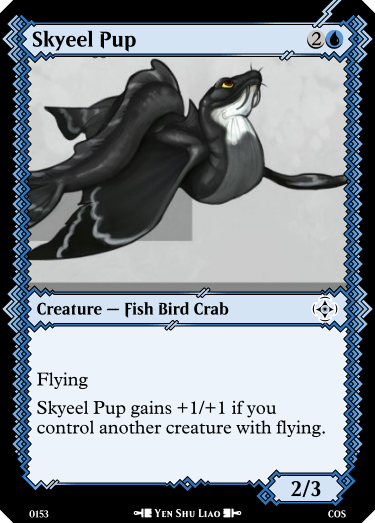 Skyeel Pup 2
Creature — Fish Bird Crab
Flying
Skyeel Pup gains +1/+1 if you
control another creature with flying.
2/3
0153 Yen Shu Liao COS